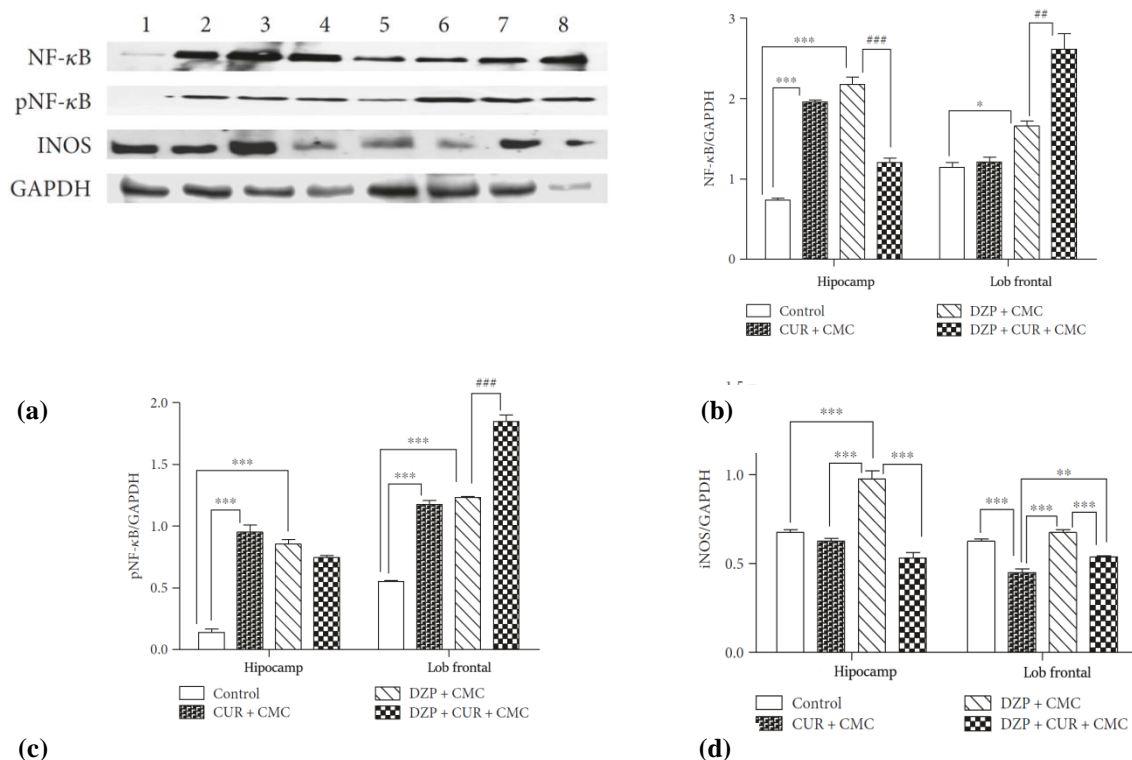 1 2 3 4 5 6 7 8
NF-κB
pNF-κB
INOS
GAPDH
(a)
NF-κB/GAPDH
3
2
1
0
***
***
###
*
##
Hipocamp Lob frontal
Control DZP + CMC
CUR + CMC DZP + CUR + CMC
(b)
pNF-κB/GAPDH
2.0
1.5
1.0
0.5
0.0
***
***
***
***
###
Hipocamp Lob frontal
Control DZP + CMC
CUR + CMC DZP + CUR + CMC
(c)
iNOS/GAPDH
1.0
0.5
0.0
***
*** ***
**
*** *** ***
Hipocamp Lob frontal
Control DZP + CMC
CUR + CMC DZP + CUR + CMC
(d)